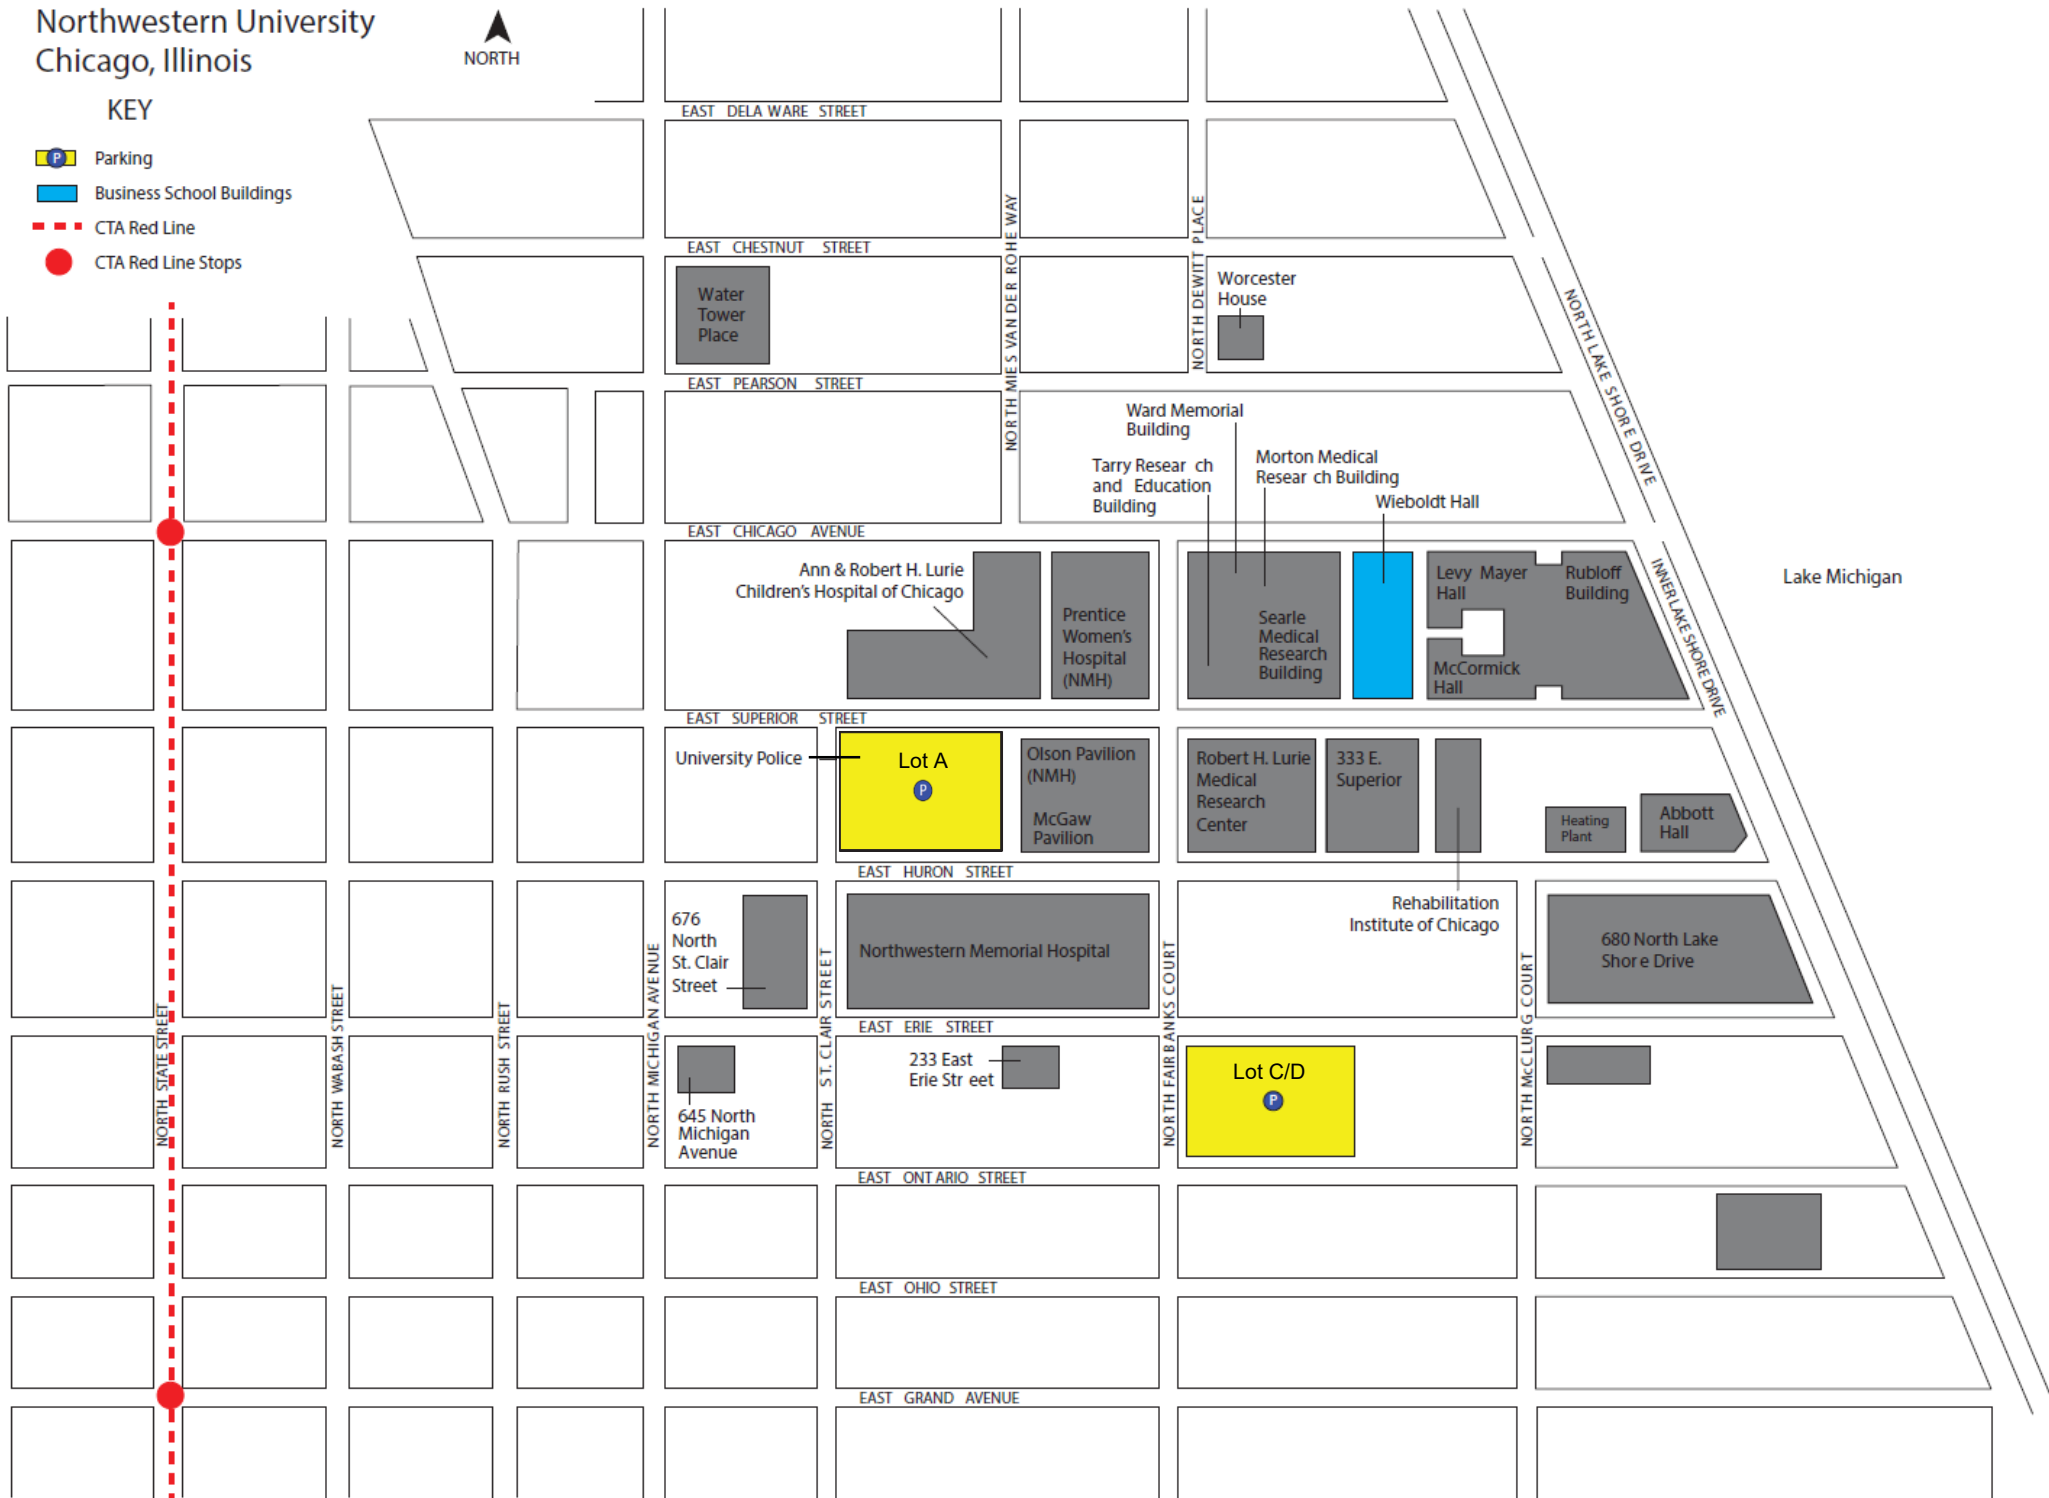 Northwestern University
Chicago, Illinois
NORTH
KEY
P Parking
Business School Buildings
CTA Red Line
CTA Red Line Stops
EAST DELA WARE STREET
EAST CHESTNUT STREET
NORTH MIES VAN DER ROHE WAY
NORTH DEWITT PLACE
NORTH LAKE SHORE DRIVE
Water
Tower
Place
Worcester
House
EAST PEARSON STREET
Ward Memorial
Building
Tarry Resear ch
and Education
Building
Morton Medical
Resear ch Building
Wieboldt Hall
EAST CHICAGO AVENUE
Ann & Robert H. Lurie
Children's Hospital of Chicago
Prentice
Women's
Hospital
(NMH)
Searle
Medical
Research
Building
Levy Mayer
Hall
Rubloff
Building
McCormick
Hall
INNER LAKE SHORE DRIVE
Lake Michigan
EAST SUPERIOR STREET
University Police
Lot A
P
Olson Pavilion
(NMH)
McGaw
Pavilion
Robert H. Lurie
Medical
Research
Center
333 E.
Superior
Heating
Plant
Abbott
Hall
EAST HURON STREET
676
North
St. Clair
Street
Northwestern Memorial Hospital
Rehabilitation
Institute of Chicago
680 North Lake
Shor e Drive
NORTH STATE STREET
NORTH WABASH STREET
NORTH RUSH STREET
NORTH MICHIGAN AVENUE
NORTH ST. CLAIR STREET
NORTH FAIRBANKS COURT
NORTH McCLURG COURT
EAST ERIE STREET
645 North
Michigan
Avenue
233 East
Erie Str eet
Lot C/D
P
EAST ONT ARIO STREET
EAST OHIO STREET
EAST GRAND AVENUE